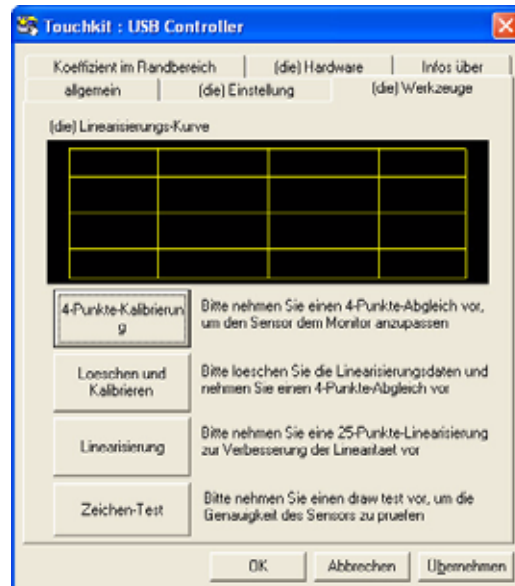 Touchkit : USB Controller
Koeffizient im Randbereich
(die) Hardware
Infos über
allgemein
(die) Einstellung
(die) Werkzeuge
(die) Linearisierungs-Kurve
4-Punkte-Kalibrierun
g
Bitte nehmen Sie einen 4-Punkte-Abgleich vor,
um den Sensor dem Monitor anzupassen
Loeschen und
Kalibrieren
Bitte loeschen Sie die Linearisierungsdaten und
nehmen Sie einen 4-Punkte-Abgleich vor
Linearisierung
Bitte nehmen Sie eine 25-Punkte-Linearisierung
zur Verbesserung der Linearitaet vor
Zeichen-Test
Bitte nehmen Sie einen draw test vor, um die
Genauigkeit des Sensors zu pruefen
OK
Abbrechen
Übernehmen